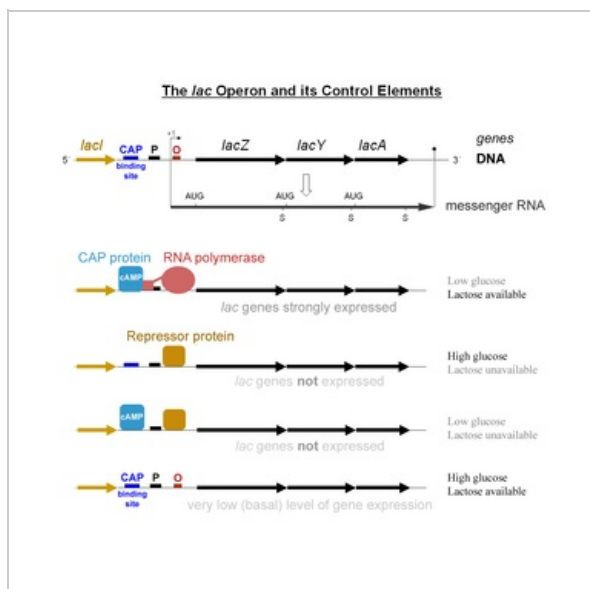 The lac Operon and its Control Elements
+1
lacI CAP P O lacZ lacY lacA genes
5´ 3´ DNA
binding
site
AUG AUG AUG
messenger RNA
S S S
CAP protein RNA polymerase
cAMP
Low glucose
Lactose available
lac genes strongly expressed
Repressor protein
High glucose
Lactose unavailable
lac genes not expressed
cAMP
Low glucose
Lactose unavailable
lac genes not expressed
CAP P O
High glucose
Lactose available
binding
site
very low (basal) level of gene expression